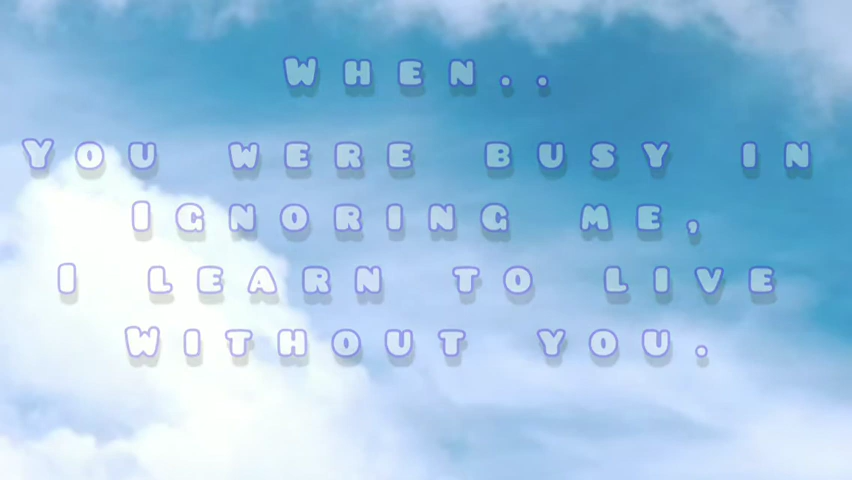 When..
You were busy in
Ignoring me,
I learn to live
without you.